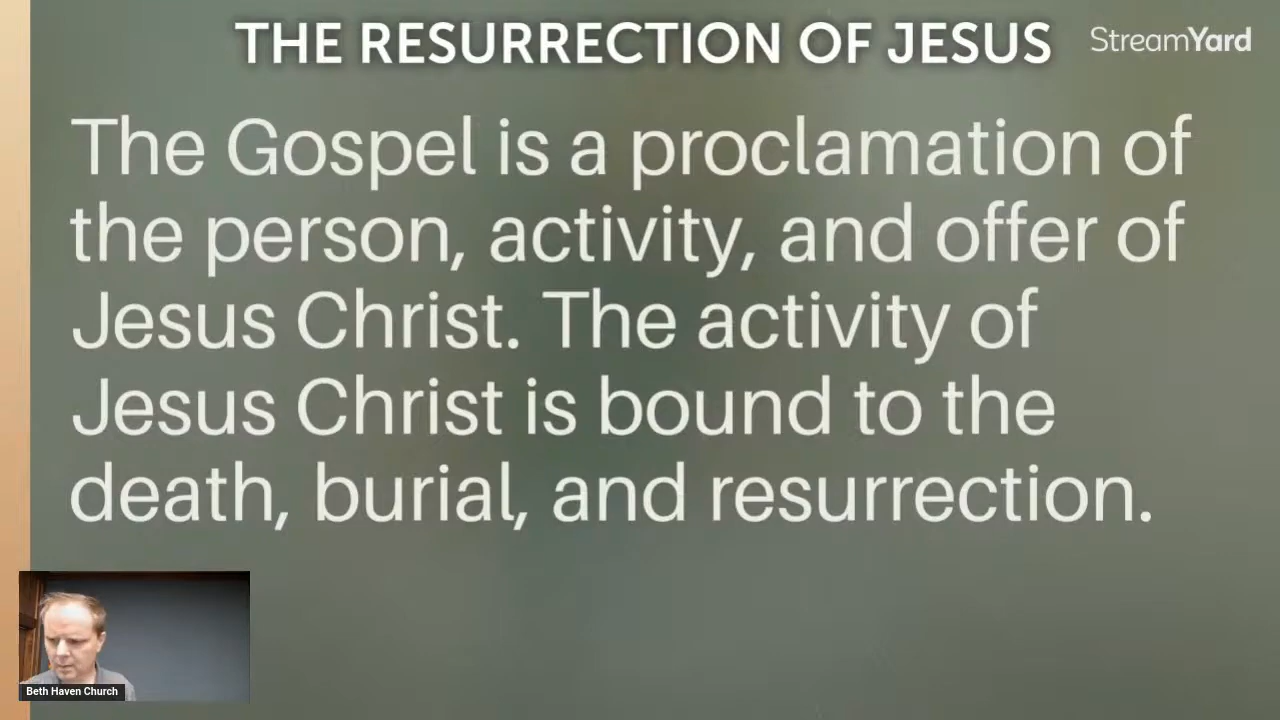 THE RESURRECTION OF JESUS
StreamYard
The Gospel is a proclamation of
the person, activity, and offer of
Jesus Christ. The activity of
Jesus Christ is bound to the
death, burial, and resurrection.
Beth Haven Church